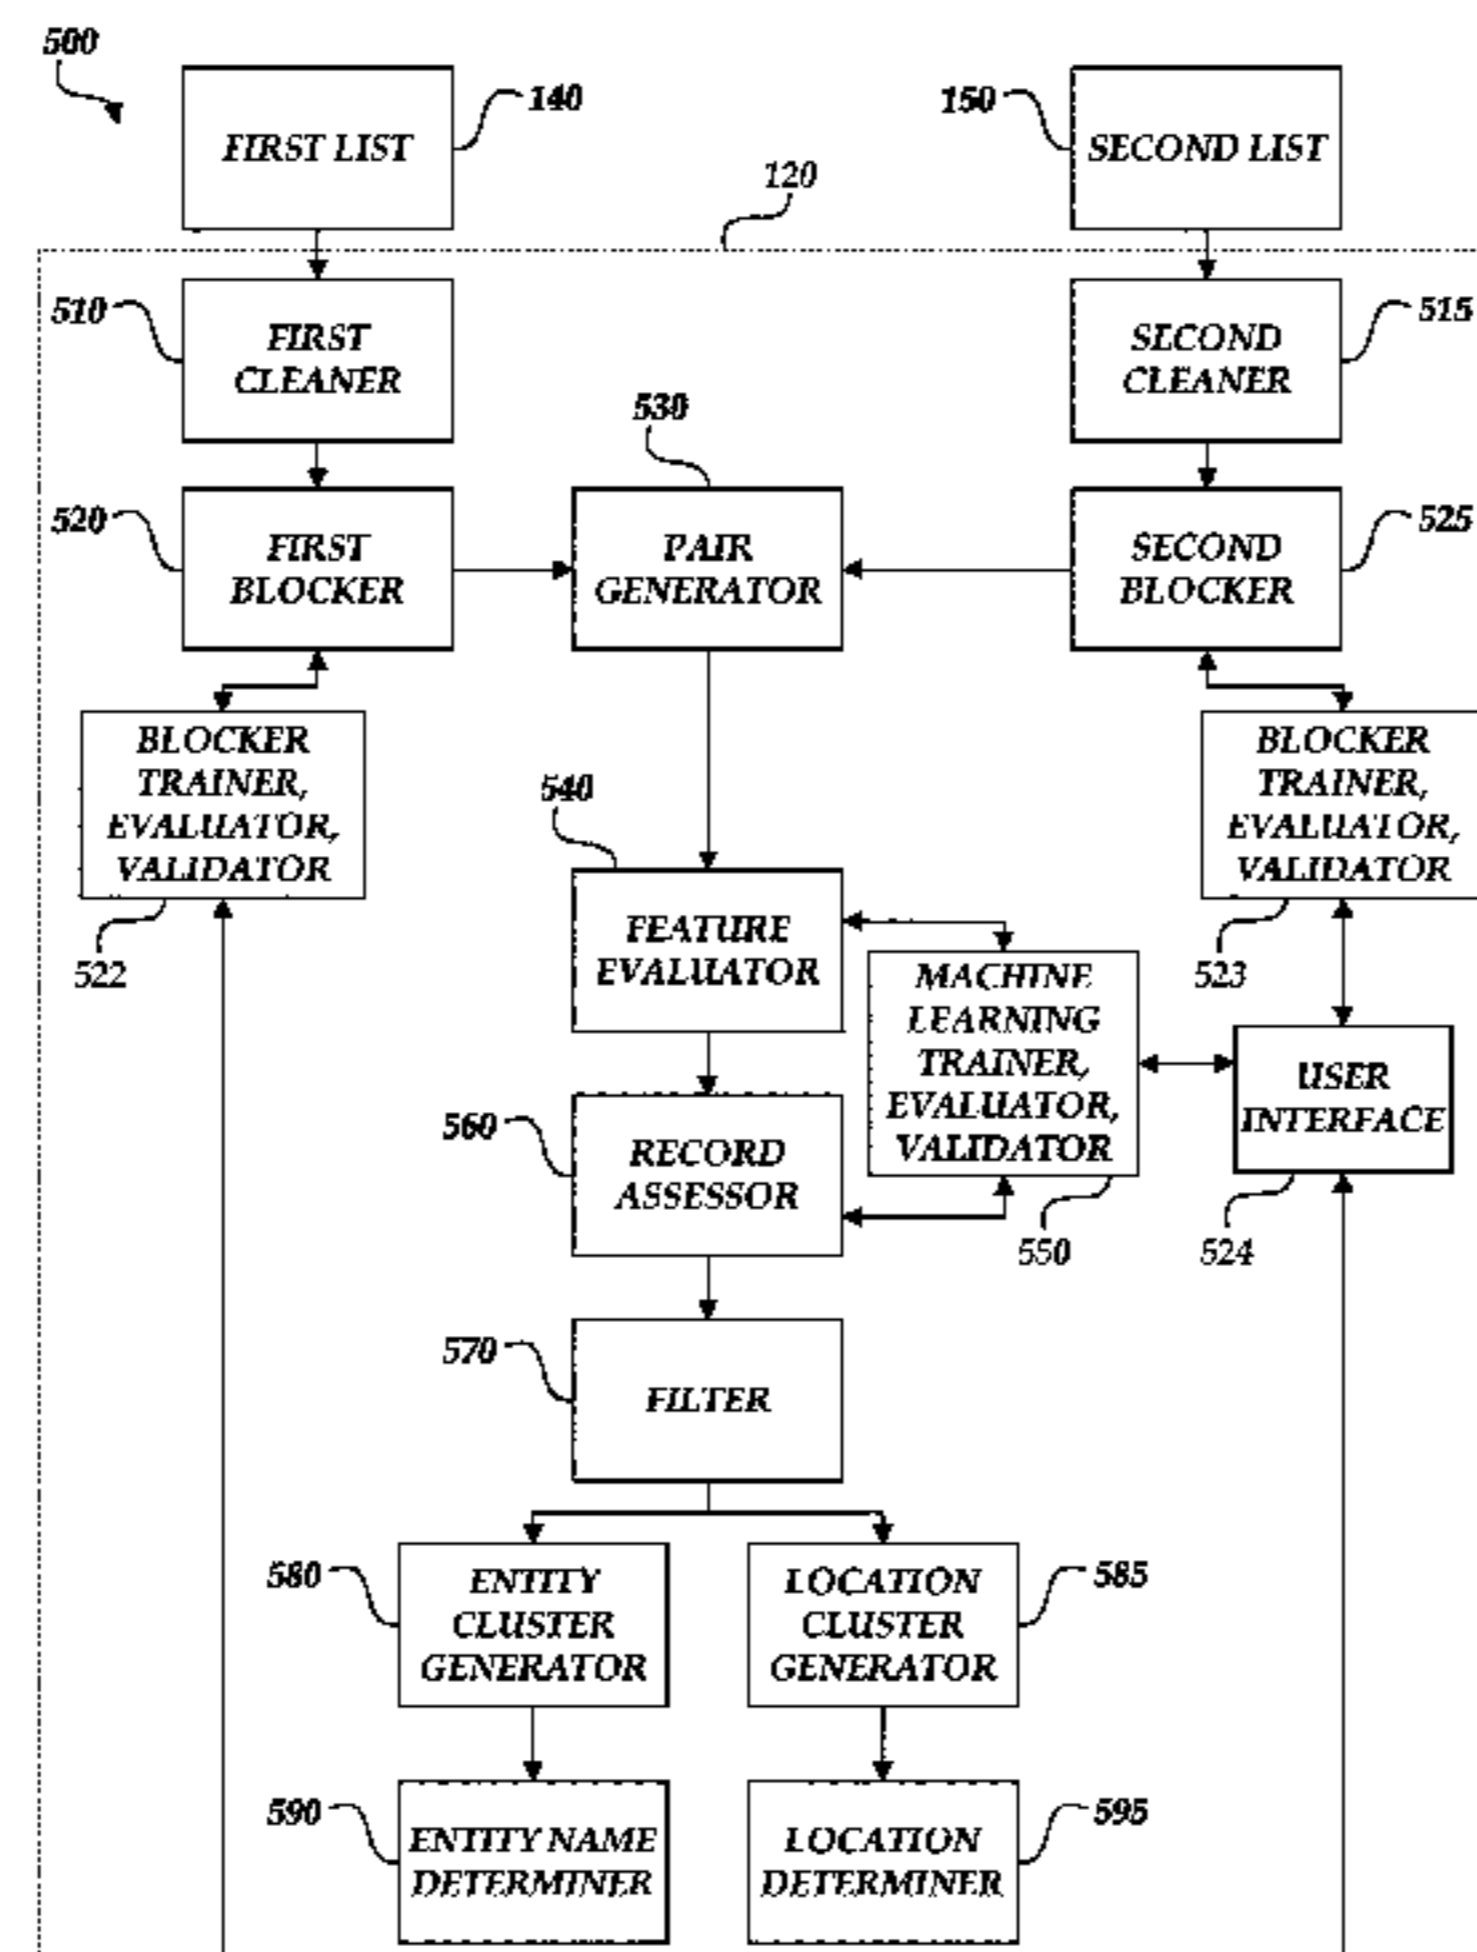 500
FIRST LIST
140
150
SECOND LIST
120
510
FIRST
CLEANER
SECOND
CLEANER
515
530
520
FIRST
BLOCKER
PAIR
GENERATOR
SECOND
BLOCKER
525
BLOCKER
TRAINER,
EVALUATOR,
VALIDATOR
522
BLOCKER
TRAINER,
EVALUATOR,
VALIDATOR
523
540
FEATURE
EVALUATOR
MACHINE
LEARNING
TRAINER,
EVALUATOR,
VALIDATOR
550
USER
INTERFACE
524
560
RECORD
ASSESSOR
570
FILTER
580
ENTITY
CLUSTER
GENERATOR
LOCATION
CLUSTER
GENERATOR
585
590
ENTITY NAME
DETERMINER
LOCATION
DETERMINER
595